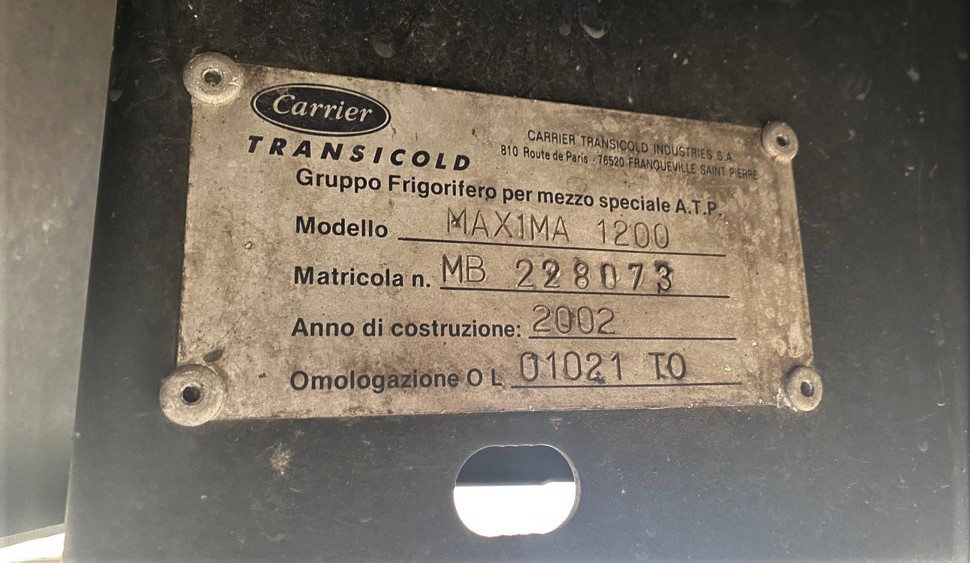 Carrier
TRANSICOLD
CARRIER TRANSICOLD INDUSTRIES S.A.
810 Route de Paris - 76520 FRANQUEVILLE SAINT PIERRE
Gruppo Frigorifero per mezzo speciale A.T.P.
Modello MAX1MA 1200
Matricola n. MB 228073
Anno di costruzione: 2002
Omologazione O L 01021 TO